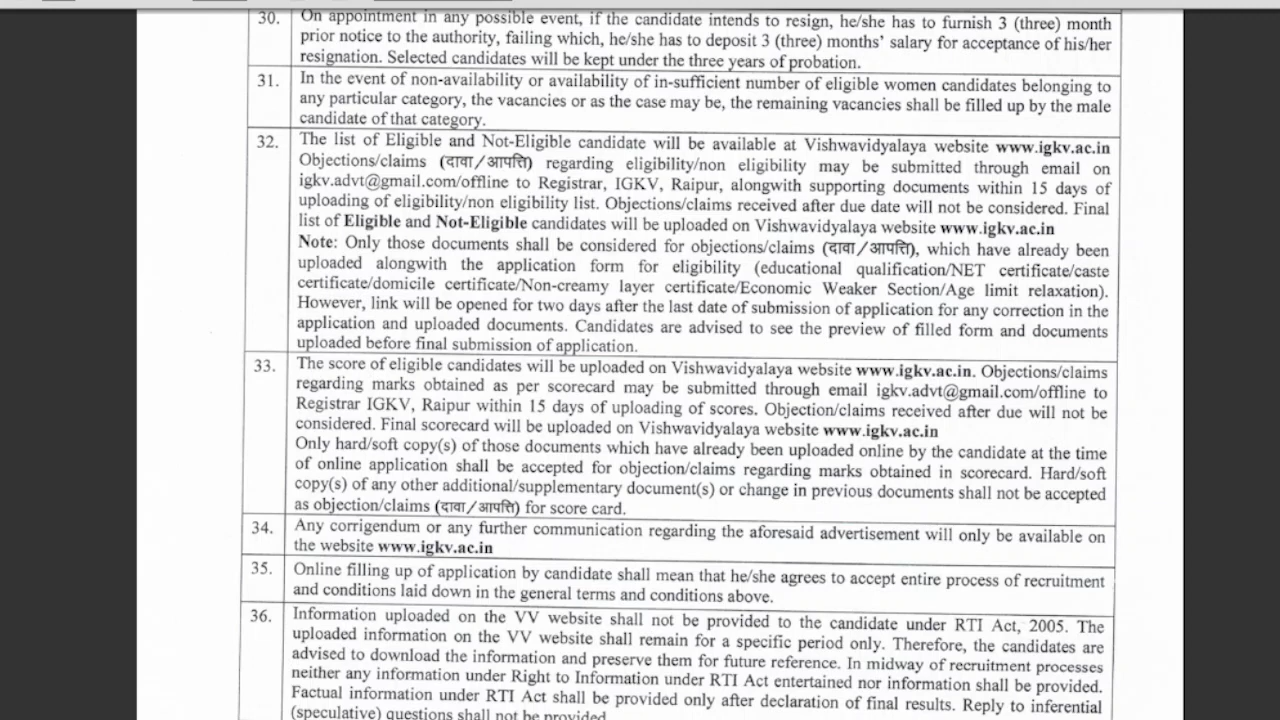 30. On appointment in any possible event, if the candidate intends to resign, he/she has to furnish 3 (three) month
prior notice to the authority, failing which, he/she has to deposit 3 (three) months' salary for acceptance of his/her
resignation. Selected candidates will be kept under the three years of probation.
31. In the event of non-availability or availability of in-sufficient number of eligible women candidates belonging to
any particular category, the vacancies or as the case may be, the remaining vacancies shall be filled up by the male
candidate of that category.
32. The list of Eligible and Not-Eligible candidate will be available at Vishwavidyalaya website www.igkv.ac.in
Objections/claims (दावा/आपत्ति) regarding eligibility/non eligibility may be submitted through email on
igkv.advt@gmail.com/offline to Registrar, IGKV, Raipur, alongwith supporting documents within 15 days of
uploading of eligibility/non eligibility list. Objections/claims received after due date will not be considered. Final
list of Eligible and Not-Eligible candidates will be uploaded on Vishwavidyalaya website www.igkv.ac.in
Note: Only those documents shall be considered for objections/claims (दावा/आपत्ति), which have already been
uploaded alongwith the application form for eligibility (educational qualification/NET certificate/caste
certificate/domicile certificate/Non-creamy layer certificate/Economic Weaker Section/Age limit relaxation).
However, link will be opened for two days after the last date of submission of application for any correction in the
application and uploaded documents. Candidates are advised to see the preview of filled form and documents
uploaded before final submission of application.
33. The score of eligible candidates will be uploaded on Vishwavidyalaya website www.igkv.ac.in. Objections/claims
regarding marks obtained as per scorecard may be submitted through email igkv.advt@gmail.com/offline to
Registrar IGKV, Raipur within 15 days of uploading of scores. Objection/claims received after due will not be
considered. Final scorecard will be uploaded on Vishwavidyalaya website www.igkv.ac.in
Only hard/soft copy(s) of those documents which have already been uploaded online by the candidate at the time
of online application shall be accepted for objection/claims regarding marks obtained in scorecard. Hard/soft
copy(s) of any other additional/supplementary document(s) or change in previous documents shall not be accepted
as objection/claims (दावा/आपत्ति) for score card.
34. Any corrigendum or any further communication regarding the aforesaid advertisement will only be available on
the website www.igkv.ac.in
35. Online filling up of application by candidate shall mean that he/she agrees to accept entire process of recruitment
and conditions laid down in the general terms and conditions above.
36. Information uploaded on the VV website shall not be provided to the candidate under RTI Act, 2005. The
uploaded information on the VV website shall remain for a specific period only. Therefore, the candidates are
advised to download the information and preserve them for future reference. In midway of recruitment processes
neither any information under Right to Information under RTI Act entertained nor information shall be provided.
Factual information under RTI Act shall be provided only after declaration of final results. Reply to inferential
(speculative) questions shall not be provided